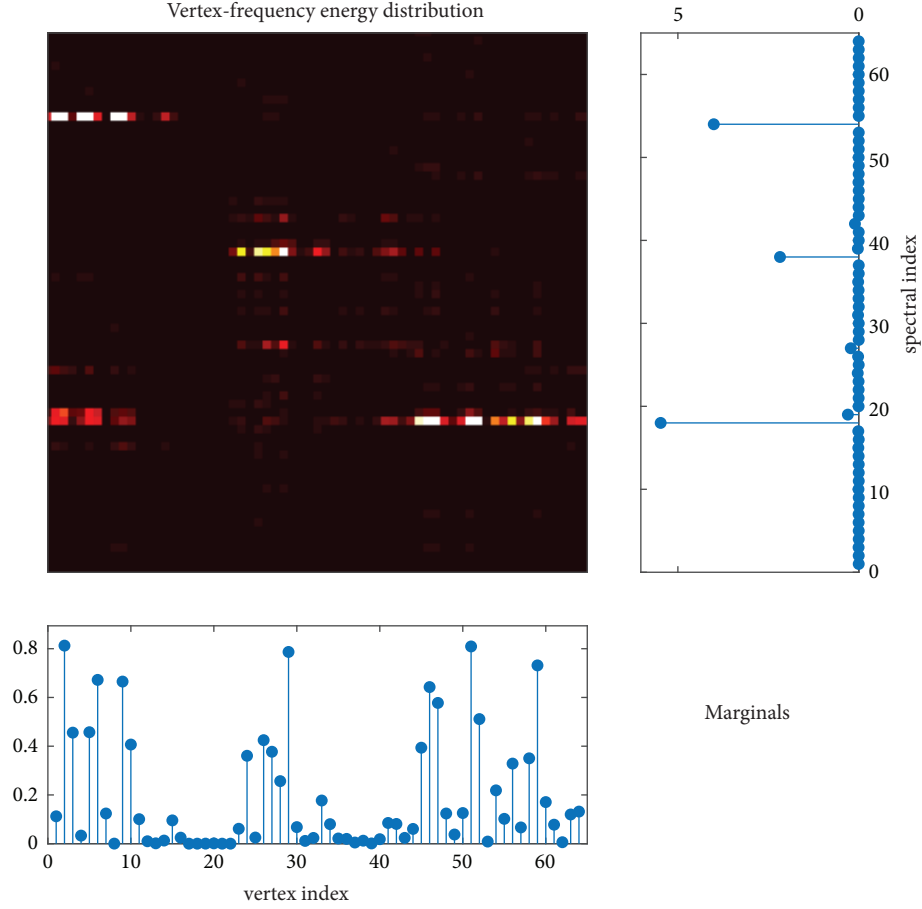 Vertex-frequency energy distribution
5 0
60
50
40
30
20
10
0
spectral index
0.8
0.6
0.4
0.2
0
0 10 20 30 40 50 60
vertex index
Marginals